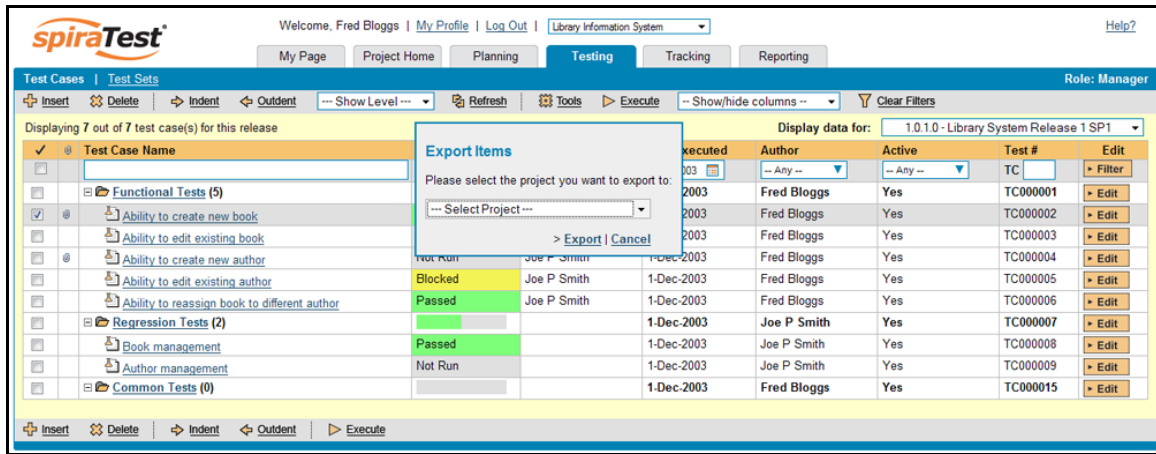 spiraTest
Welcome, Fred Bloggs | My Profile | Log Out | Library Information System
Help?
My Page Project Home Planning Testing Tracking Reporting
Test Cases | Test Sets Role: Manager
Insert Delete Indent Outdent --- Show Level --- Refresh Tools Execute -- Show/hide columns -- Clear Filters
Displaying 7 out of 7 test case(s) for this release Display data for: 1.0.1.0 - Library System Release 1 SP1
Test Case Name xecuted Author Active Test # Edit
003 -- Any -- -- Any -- TC Filter
Functional Tests (5) 2003 Fred Bloggs Yes TC000001 Edit
Ability to create new book 2003 Fred Bloggs Yes TC000002 Edit
Ability to edit existing book 2003 Fred Bloggs Yes TC000003 Edit
Ability to create new author Not Run Joe P Smith 1-Dec-2003 Fred Bloggs Yes TC000004 Edit
Ability to edit existing author Blocked Joe P Smith 1-Dec-2003 Fred Bloggs Yes TC000005 Edit
Ability to reassign book to different author Passed Joe P Smith 1-Dec-2003 Fred Bloggs Yes TC000006 Edit
Regression Tests (2) 1-Dec-2003 Joe P Smith Yes TC000007 Edit
Book management Passed 1-Dec-2003 Joe P Smith Yes TC000008 Edit
Author management Not Run 1-Dec-2003 Joe P Smith Yes TC000009 Edit
Common Tests (0) 1-Dec-2003 Fred Bloggs Yes TC000015 Edit
Export Items
Please select the project you want to export to:
--- Select Project ---
> Export | Cancel
Insert Delete Indent Outdent Execute